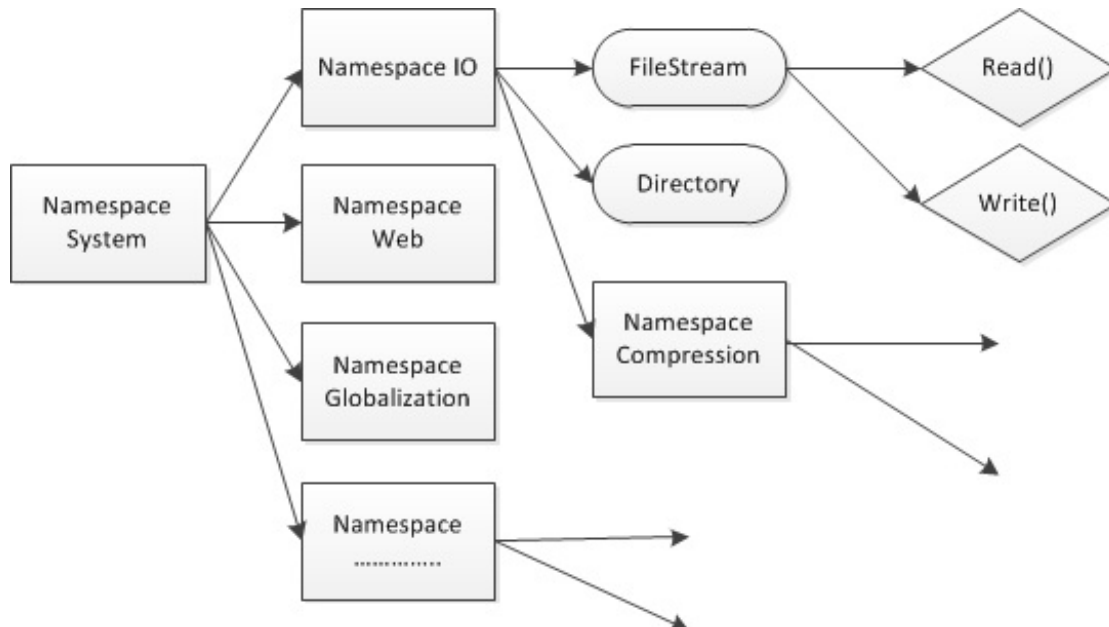 Namespace IO
FileStream
Read()
Directory
Write()
Namespace
System
Namespace
Web
Namespace
Compression
Namespace
Globalization
Namespace
..............